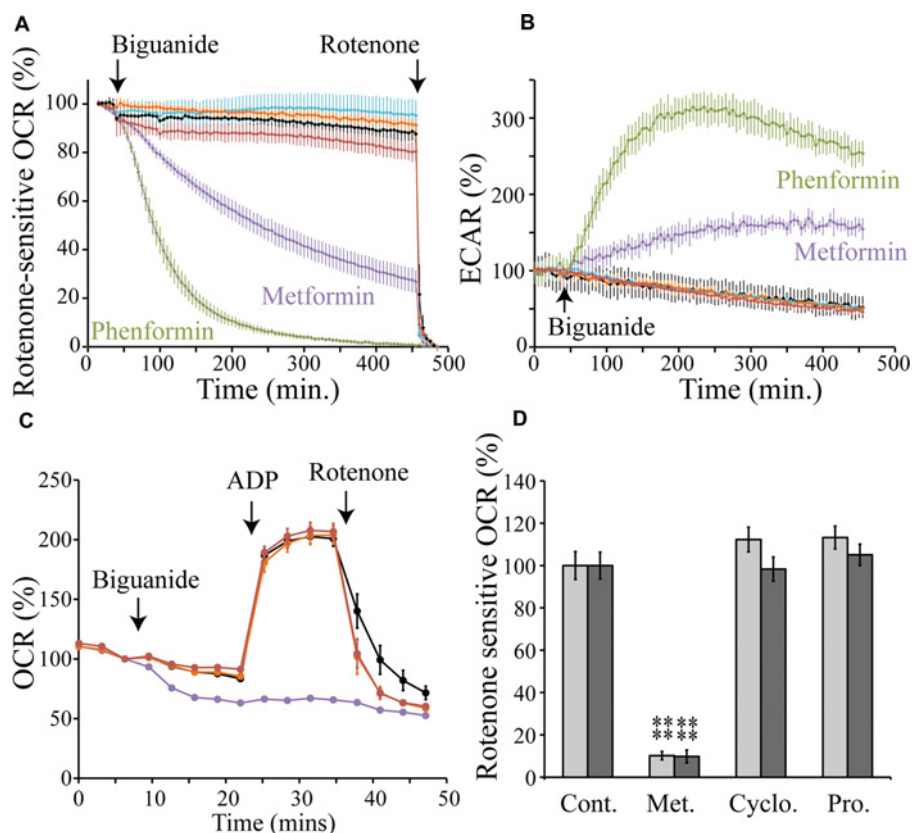 A
Biguanide
Rotenone
Rotenone-sensitive OCR (%)
100
80
60
40
20
0
Metformin
Phenformin
0 100 200 300 400 500
Time (min.)
B
ECAR (%)
300
200
100
0
Phenformin
Metformin
Biguanide
0 100 200 300 400 500
Time (min.)
C
OCR (%)
250
200
150
100
50
0
Biguanide
ADP
Rotenone
0 10 20 30 40 50
Time (mins)
D
Rotenone sensitive OCR (%)
140
120
100
80
60
40
20
0
** **
** **
Cont. Met. Cyclo. Pro.